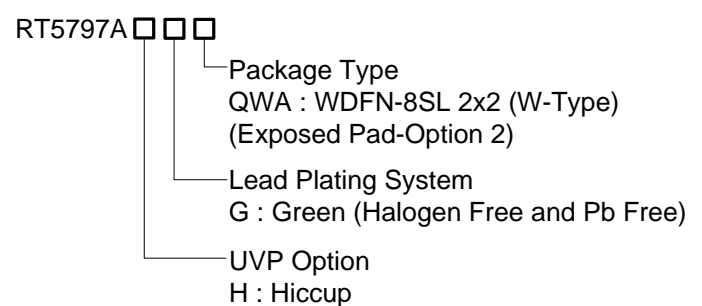 RT5797A□□□
Package Type
QWA : WDFN-8SL 2x2 (W-Type)
(Exposed Pad-Option 2)
Lead Plating System
G : Green (Halogen Free and Pb Free)
UVP Option
H : Hiccup